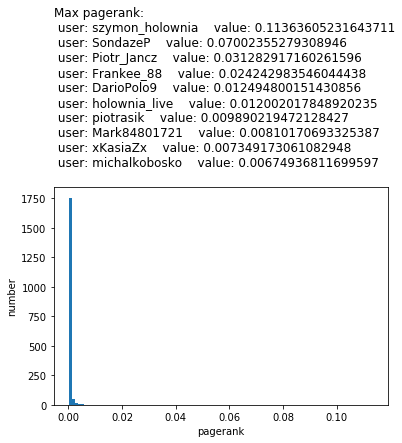 Max pagerank:
user: szymon_holownia    value: 0.11363605231643711
user: SondazeP    value: 0.07002355279308946
user: Piotr_Jancz    value: 0.031282917160261596
user: Frankee_88    value: 0.024242983546044438
user: DarioPolo9    value: 0.012494800151430856
user: holownia_live    value: 0.012002017848920235
user: piotrasik    value: 0.009890219472128427
user: Mark84801721    value: 0.00810170693325387
user: xKasiaZx    value: 0.007349173061082948
user: michalkobosko    value: 0.00674936811699597
1750
1500
1250
1000
750
500
250
0
number
0.00 0.02 0.04 0.06 0.08 0.10
pagerank